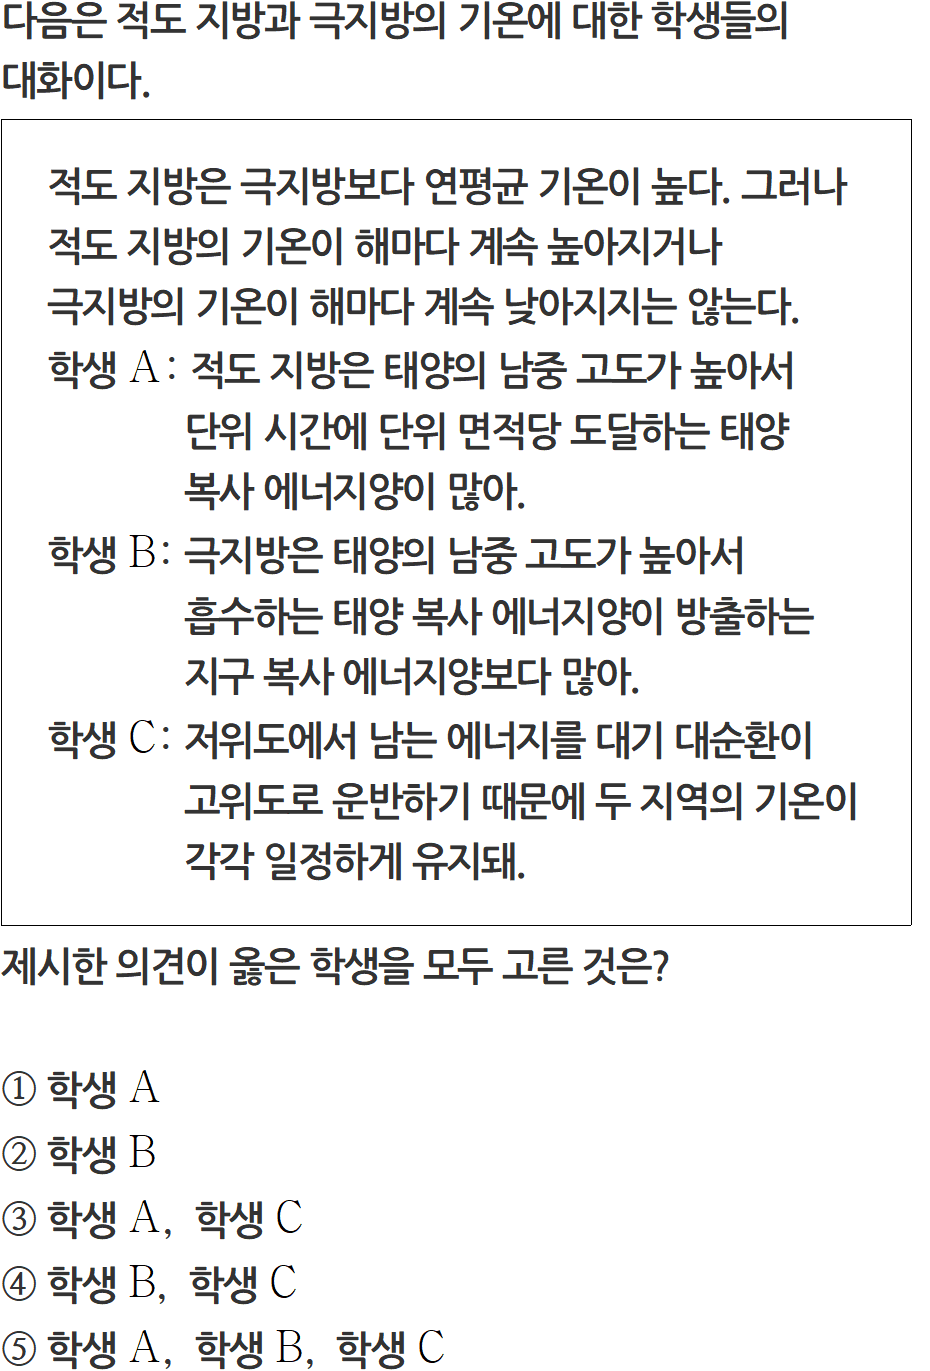 다음은 적도 지방과 극지방의 기온에 대한 학생들의
대화이다.
적도 지방은 극지방보다 연평균 기온이 높다. 그러나
적도 지방의 기온이 해마다 계속 높아지거나
극지방의 기온이 해마다 계속 낮아지지는 않는다.
학생 A: 적도 지방은 태양의 남중 고도가 높아서
단위 시간에 단위 면적당 도달하는 태양
복사 에너지양이 많아.
학생 B: 극지방은 태양의 남중 고도가 높아서
흡수하는 태양 복사 에너지양이 방출하는
지구 복사 에너지양보다 많아.
학생 C: 저위도에서 남는 에너지를 대기 대순환이
고위도로 운반하기 때문에 두 지역의 기온이
각각 일정하게 유지돼.
제시한 의견이 옳은 학생을 모두 고른 것은?
① 학생 A
② 학생 B
③ 학생 A, 학생 C
④ 학생 B, 학생 C
⑤ 학생 A, 학생 B, 학생 C